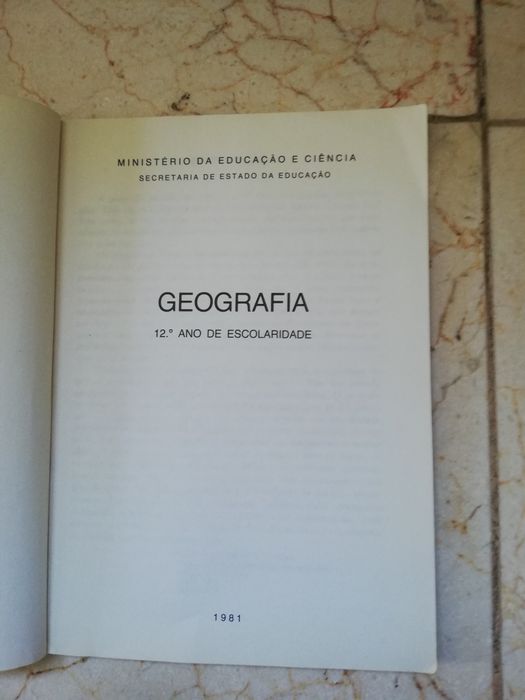 MINISTÉRIO DA EDUCAÇÃO E CIÊNCIA
SECRETARIA DE ESTADO DA EDUCAÇÃO
GEOGRAFIA
12.º ANO DE ESCOLARIDADE
1981